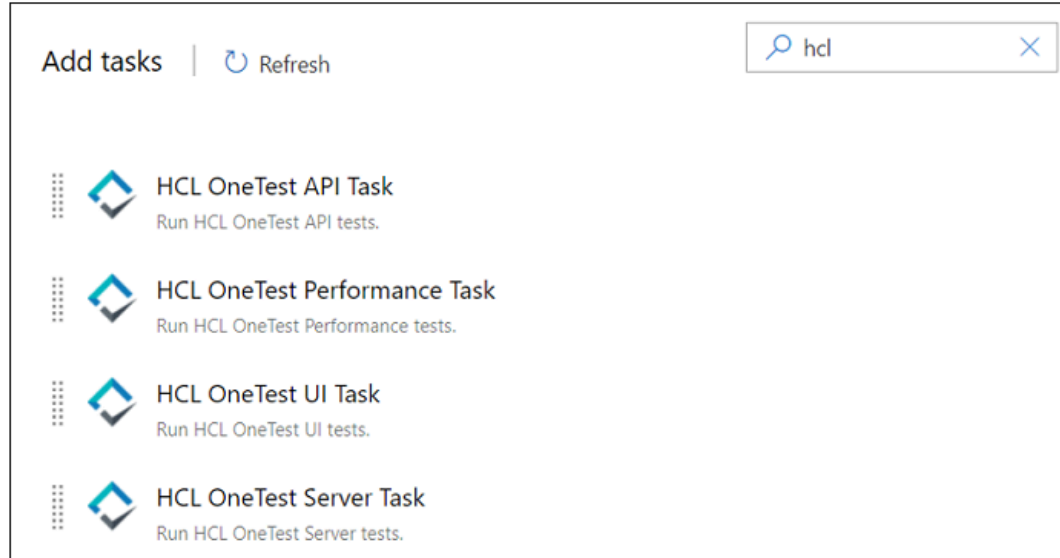 Add tasks
Refresh
hcl
HCL OneTest API Task
Run HCL OneTest API tests.
HCL OneTest Performance Task
Run HCL OneTest Performance tests.
HCL OneTest UI Task
Run HCL OneTest UI tests.
HCL OneTest Server Task
Run HCL OneTest Server tests.